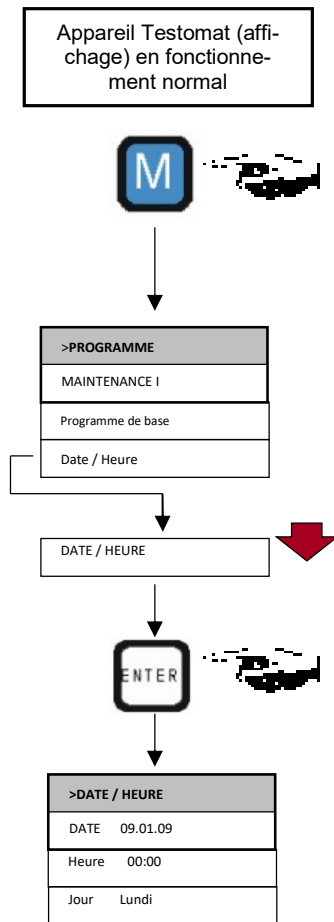 Appareil Testomat (affi-
chage) en fonctionne-
ment normal
M
>PROGRAMME
MAINTENANCE I
Programme de base
Date / Heure
DATE / HEURE
ENTER
>DATE / HEURE
DATE 09.01.09
Heure 00:00
Jour Lundi